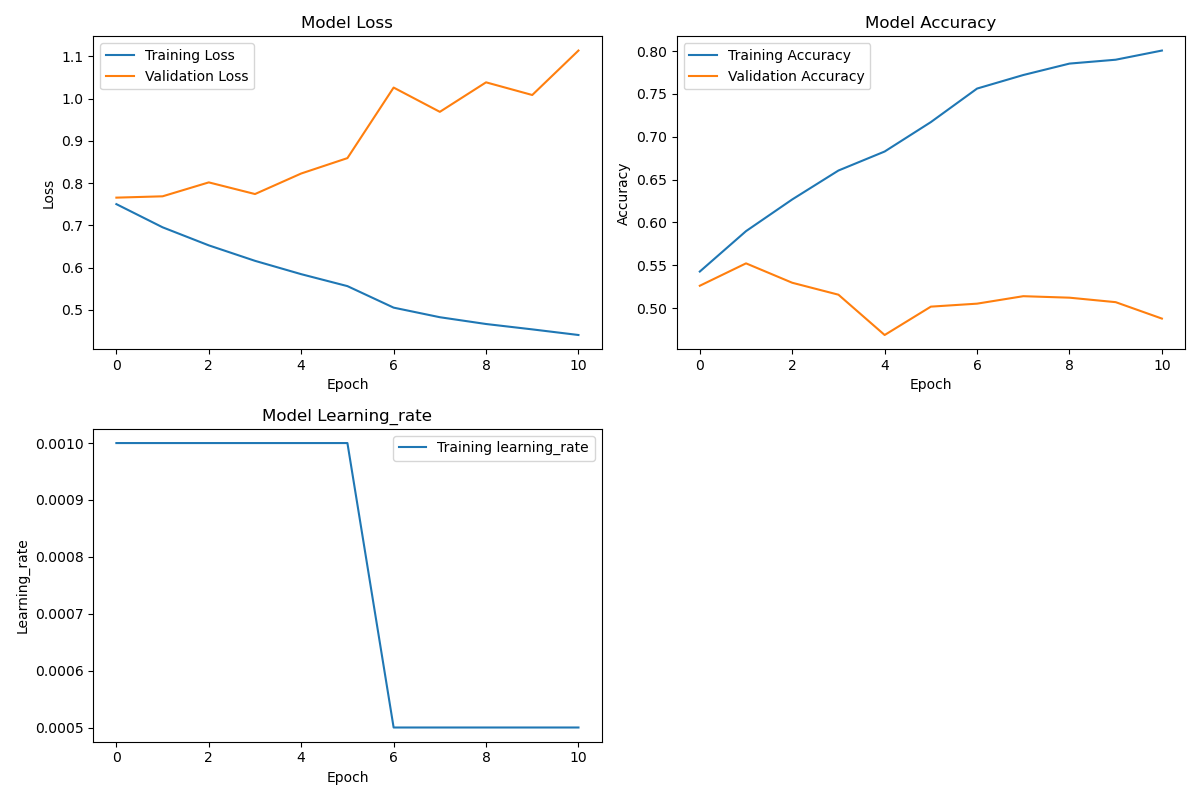 Model Loss
Training Loss
Validation Loss
1.1
1.0
0.9
0.8
0.7
0.6
0.5
Loss
0 2 4 6 8 10
Epoch
Model Accuracy
Training Accuracy
Validation Accuracy
0.80
0.75
0.70
0.65
0.60
0.55
0.50
Accuracy
0 2 4 6 8 10
Epoch
Model Learning_rate
Training learning_rate
0.0010
0.0009
0.0008
0.0007
0.0006
0.0005
Learning_rate
0 2 4 6 8 10
Epoch